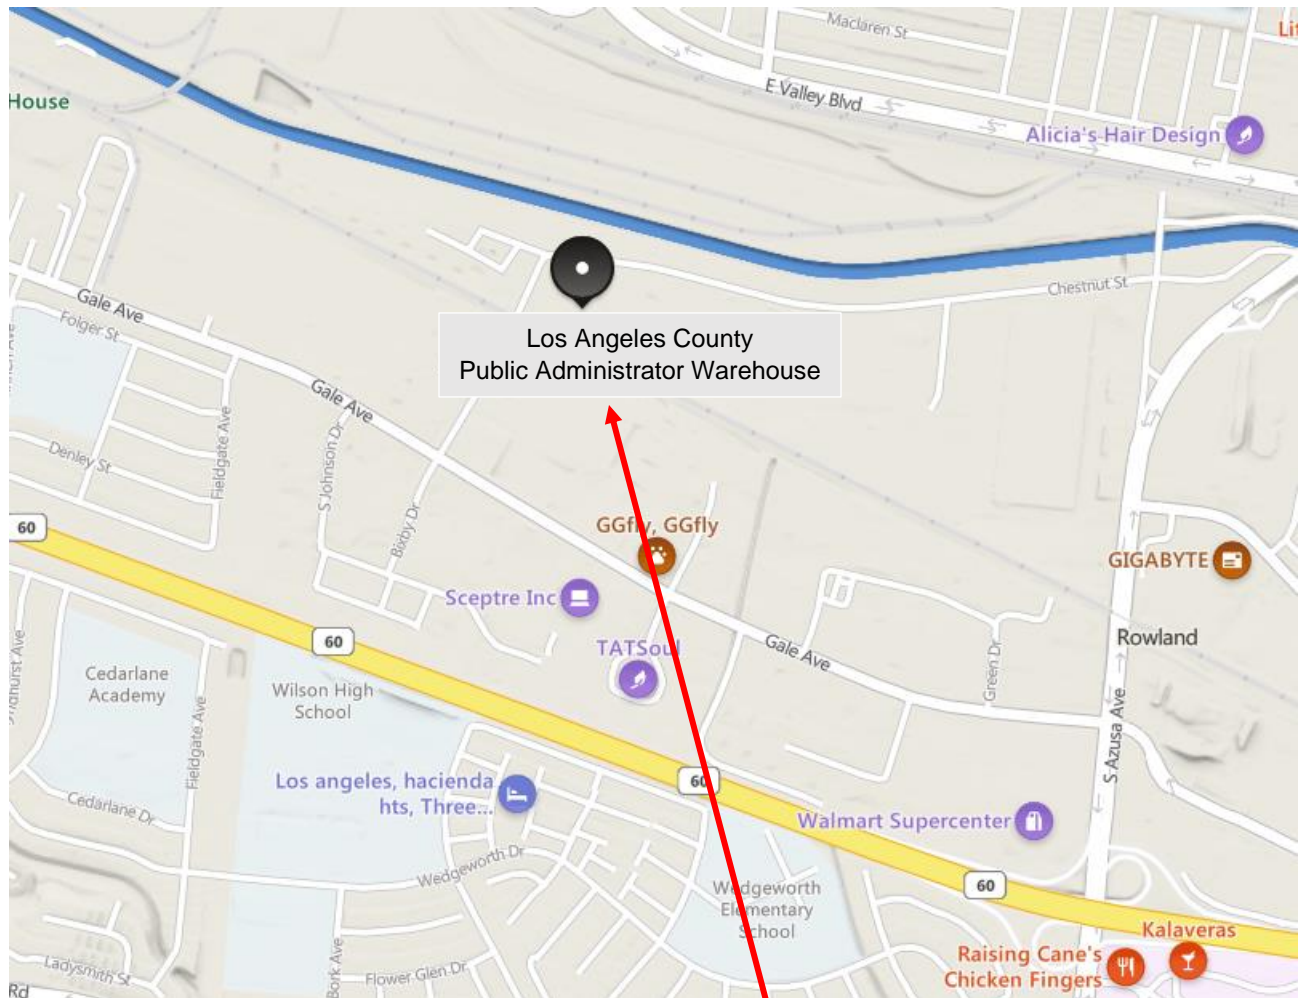 Maclaren St
Lit
E Valley Blvd
House
Alicia's Hair Design
Chestnut St
Gale Ave
Folger St
Los Angeles County
Public Administrator Warehouse
Gale Ave
Fieldgate Ave
S Johnson Dr
Denley St
Bixby Dr
60
GGfly, GGfly
GIGABYTE
Sceptre Inc
60
TATSoul
Gale Ave
Green Dr
Rowland
Cedarlane
Academy
Wilson High
School
Fieldgate Ave
S Azusa Ave
Los angeles, hacienda
hts, Three...
60
Cedarlane Dr
Walmart Supercenter
Wedgeworth Dr
Wedgeworth
Elementary
School
60
Kalaveras
Bork Ave
Raising Cane's
Chicken Fingers
Ladysmith St
Flower Glen Dr
Rd